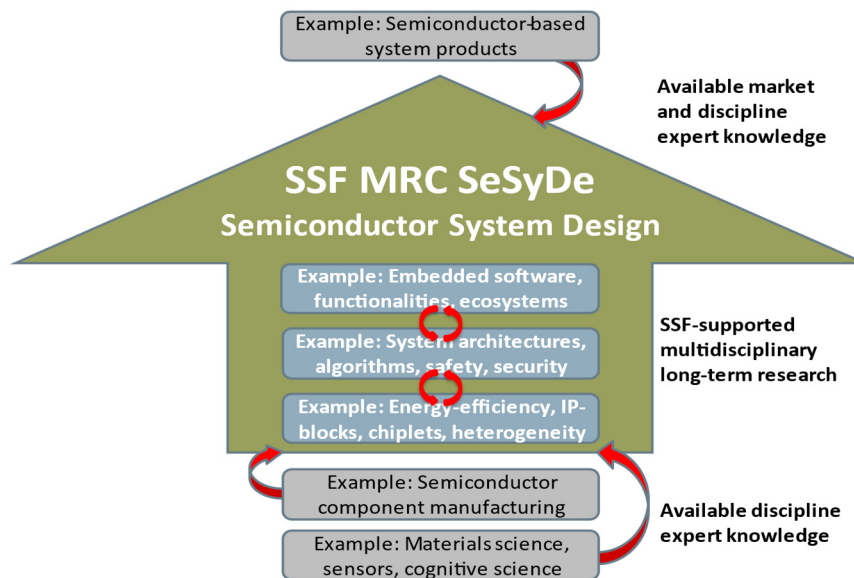 Example: Semiconductor-based
system products
Available market
and discipline
expert knowledge
SSF MRC SeSyDe
Semiconductor System Design
Example: Embedded software,
functionalities, ecosystems
Example: System architectures,
algorithms, safety, security
SSF-supported
multidisciplinary
long-term research
Example: Energy-efficiency, IP-
blocks, chiplets, heterogeneity
Example: Semiconductor
component manufacturing
Available discipline
expert knowledge
Example: Materials science,
sensors, cognitive science